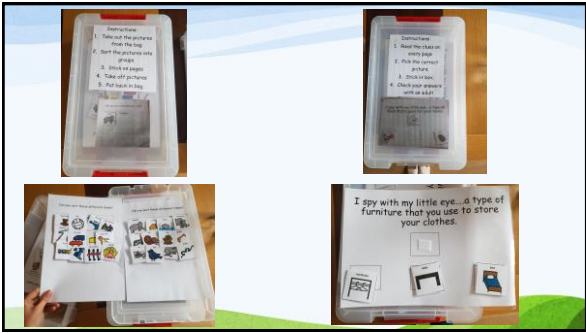 Instructions:
1. Take out the pictures
from the bag
2. Sort the pictures into
groups
3. Stick on pages
4. Take off pictures
5. Put back in bag
Instructions:
1. Read the clues on
every page
2. Pick the correct
picture
3. Stick in box
4. Check your answers
with an adult
I spy with my little eye....a type of
furniture that you use to store
your clothes.